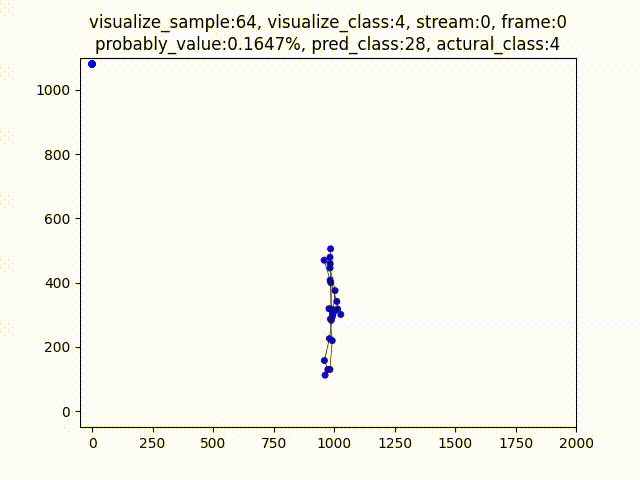 visualize_sample:64, visualize_class:4, stream:0, frame:0
probably_value:0.1647%, pred_class:28, actural_class:4
1000
800
600
400
200
0
0 250 500 750 1000 1250 1500 1750 2000